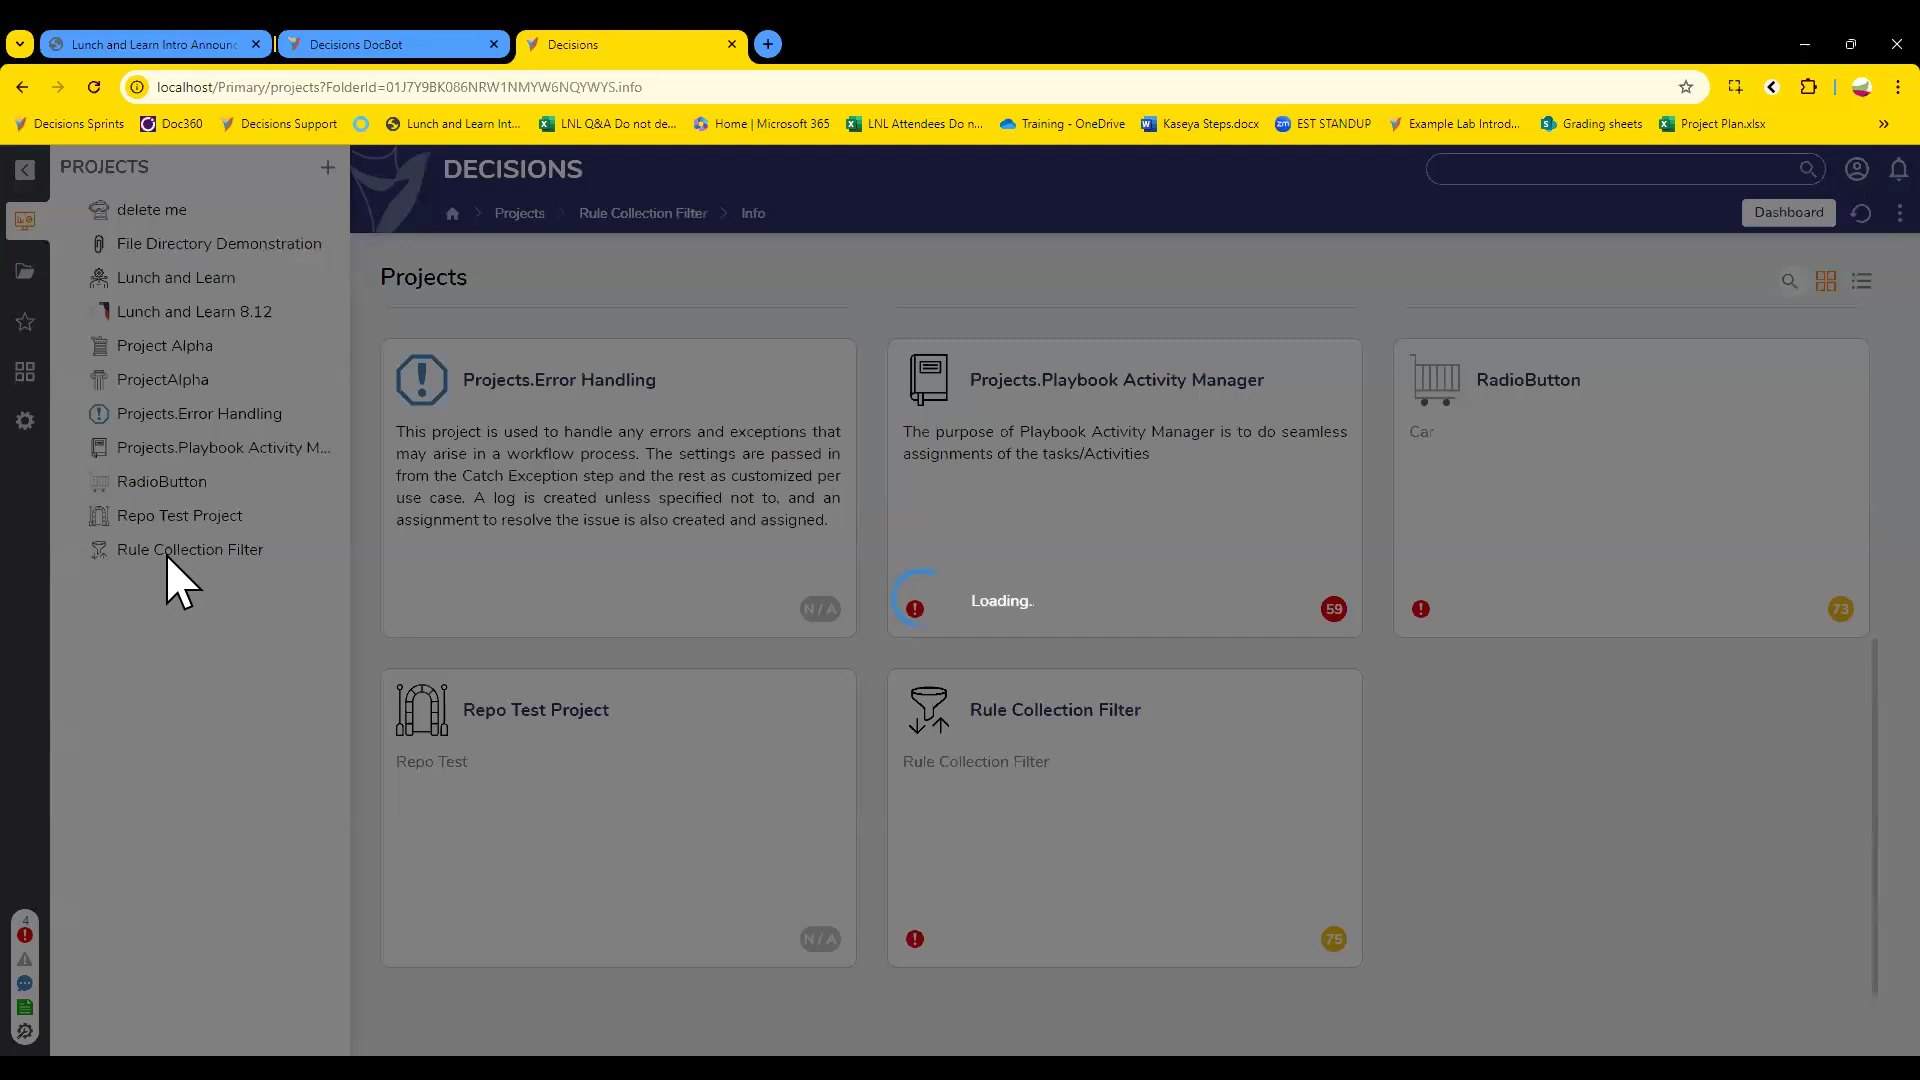 Lunch and Learn Intro Announc
Decisions DocBot
Decisions
localhost/Primary/projects?FolderId=01J7Y9BK086NRW1NMYW6NQYWYS.info
Decisions Sprints
Doc360
Decisions Support
Lunch and Learn Int...
LNL Q&A Do not de...
Home | Microsoft 365
LNL Attendees Do n...
Training - OneDrive
Kaseya Steps.docx
EST STANDUP
Example Lab Introd...
Grading sheets
Project Plan.xlsx
PROJECTS
DECISIONS
Projects
Rule Collection Filter
Info
Dashboard
delete me
File Directory Demonstration
Lunch and Learn
Lunch and Learn 8.12
Project Alpha
ProjectAlpha
Projects.Error Handling
Projects.Playbook Activity M...
RadioButton
Repo Test Project
Rule Collection Filter
4
Projects
Projects.Error Handling
This project is used to handle any errors and exceptions that
may arise in a workflow process. The settings are passed in
from the Catch Exception step and the rest as customized per
use case. A log is created unless specified not to, and an
assignment to resolve the issue is also created and assigned.
N/A
Projects.Playbook Activity Manager
The purpose of Playbook Activity Manager is to do seamless
assignments of the tasks/Activities
59
RadioButton
Car
73
Loading..
Repo Test Project
Repo Test
N/A
Rule Collection Filter
Rule Collection Filter
75